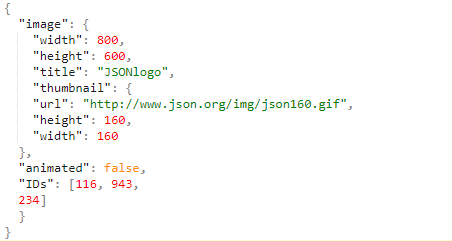 {
  "image": {
    "width": 800,
    "height": 600,
    "title": "JSONlogo",
    "thumbnail": {
    "url": "http://www.json.org/img/json160.gif",
    "height": 160,
    "width": 160
  },
  "animated": false,
  "IDs": [116, 943,
  234]
  }
}